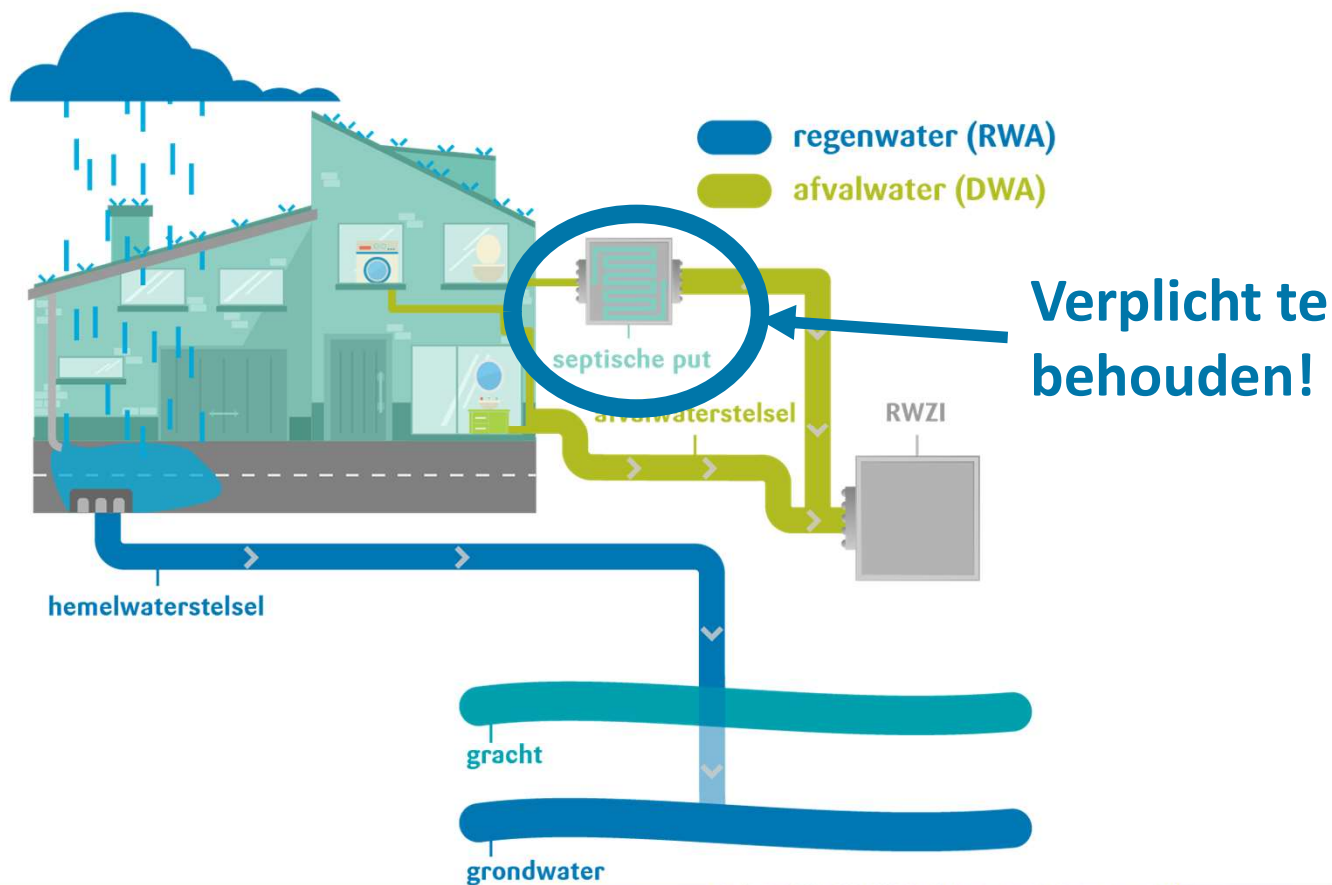 regenwater (RWA)
afvalwater (DWA)
Verplicht te
behouden!
septische put
afvalwaterstelsel
RWZI
hemelwaterstelsel
gracht
grondwater